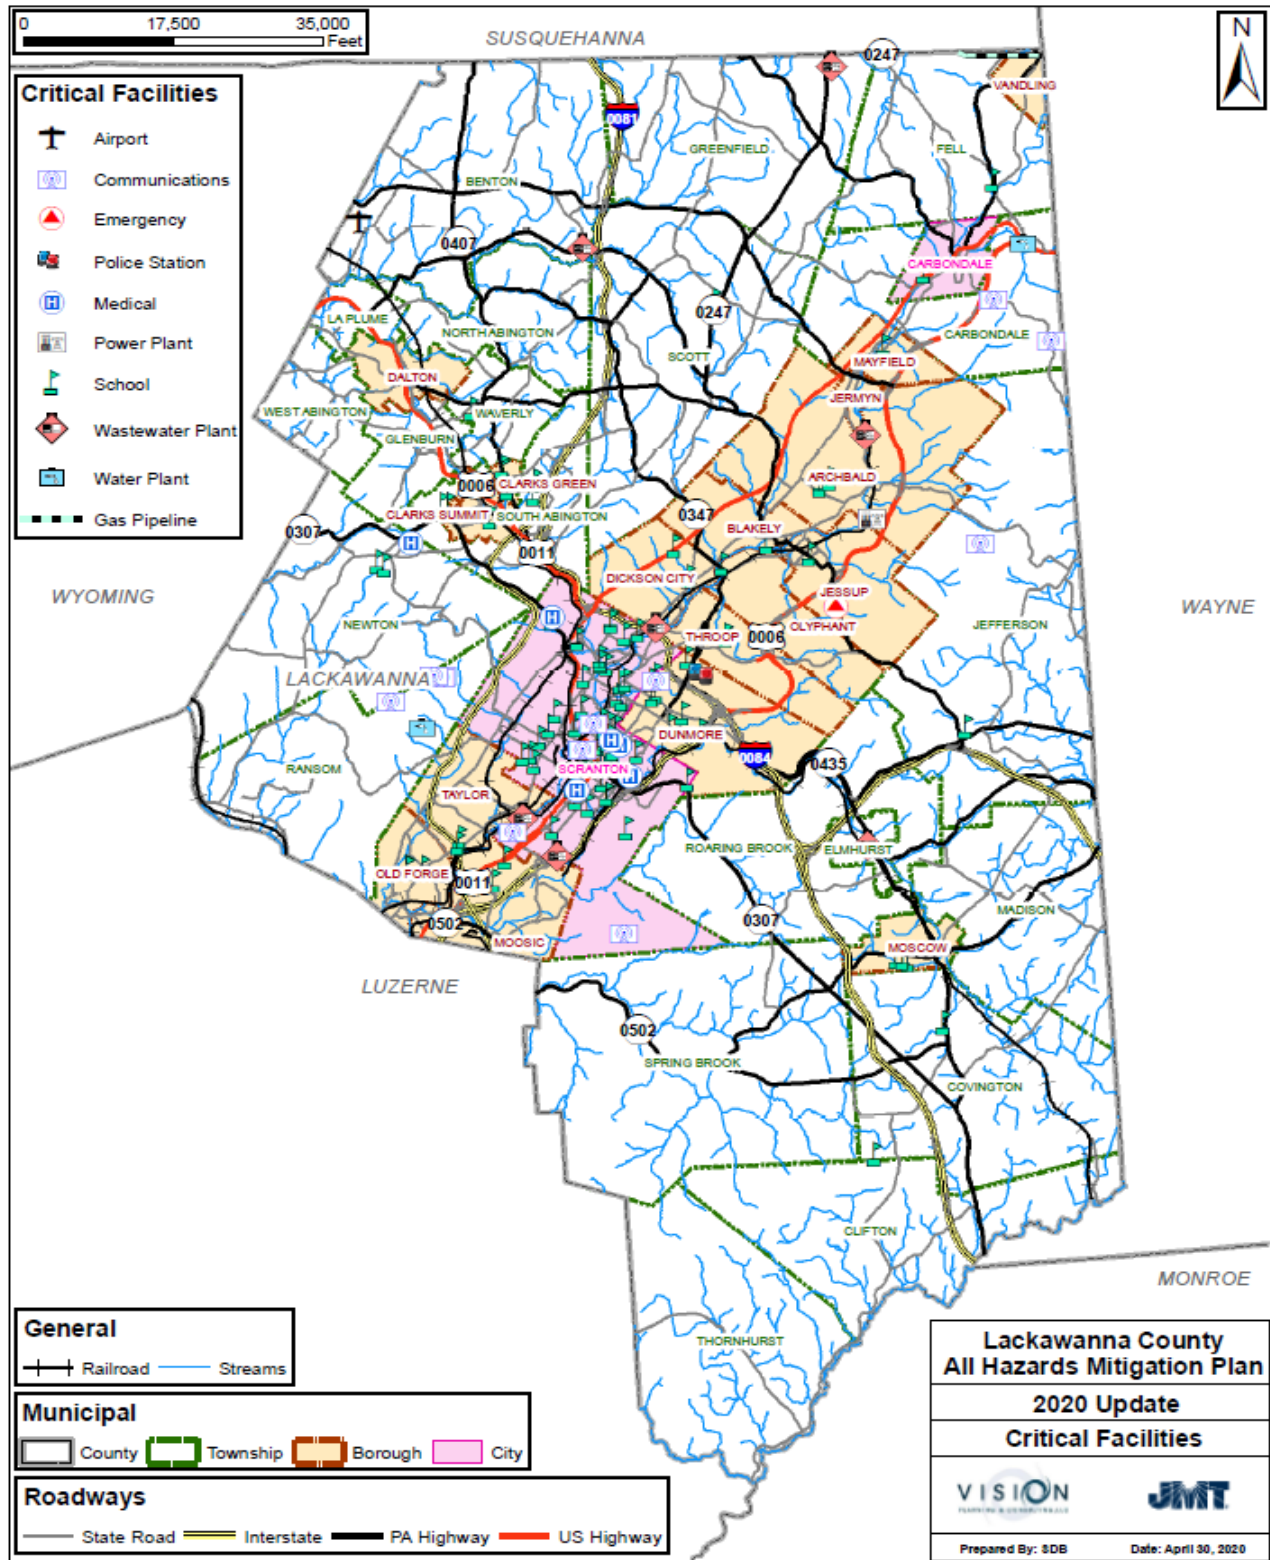 0 17,500 35,000
Feet
SUSQUEHANNA
N
0247
VANDLING
Critical Facilities
Airport
Communications
Emergency
Police Station
Medical
Power Plant
School
Wastewater Plant
Water Plant
Gas Pipeline
0081
GREENFIELD
FELL
BENTON
0407
CARBONDALE
0247
LA PLUME
NORTH ABINGTON
CARBONDALE
SCOTT
MAYFIELD
DALTON
JERMYN
WEST ABINGTON
WAVERLY
GLENBURN
ARCHBALD
0006
CLARKS GREEN
CLARKS SUMMIT
SOUTH ABINGTON
0347
BLAKELY
0307
0011
DICKSON CITY
JESSUP
WYOMING
WAYNE
NEWTON
THROOP
0006
OLYPHANT
JEFFERSON
LACKAWANNA
DUNMORE
0084
0435
RANSOM
SCRANTON
TAYLOR
ROARING BROOK
ELMHURST
OLD FORGE
0011
MADISON
0502
0307
MOOSIC
MOSCOW
LUZERNE
0502
SPRING BROOK
COVINGTON
CLIFTON
MONROE
THORNHURST
General
Railroad
Streams
Municipal
County
Township
Borough
City
Roadways
State Road
Interstate
PA Highway
US Highway
Lackawanna County
All Hazards Mitigation Plan
2020 Update
Critical Facilities
VISION
JMT
Prepared By: SDB
Date: April 30, 2020